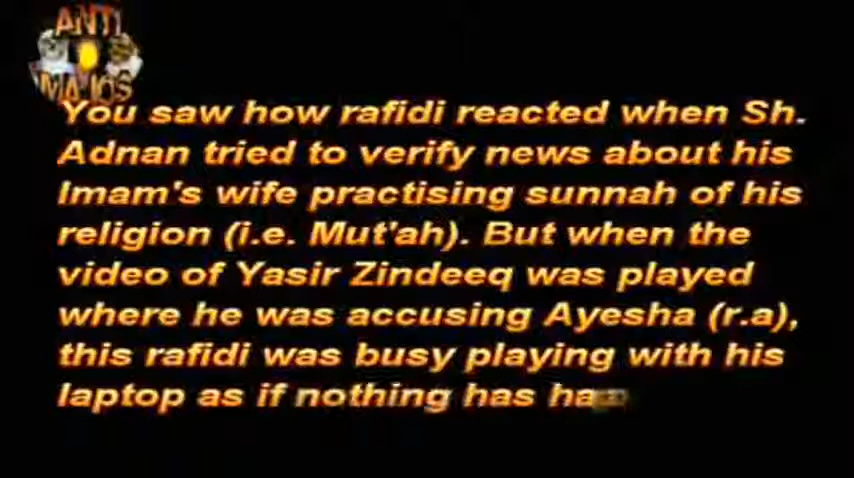 ANTI
MAJOS
You saw how rafidi reacted when Sh.
Adnan tried to verify news about his
Imam's wife practising sunnah of his
religion (i.e. Mut'ah). But when the
video of Yasir Zindeeq was played
where he was accusing Ayesha (r.a),
this rafidi was busy playing with his
laptop as if nothing has